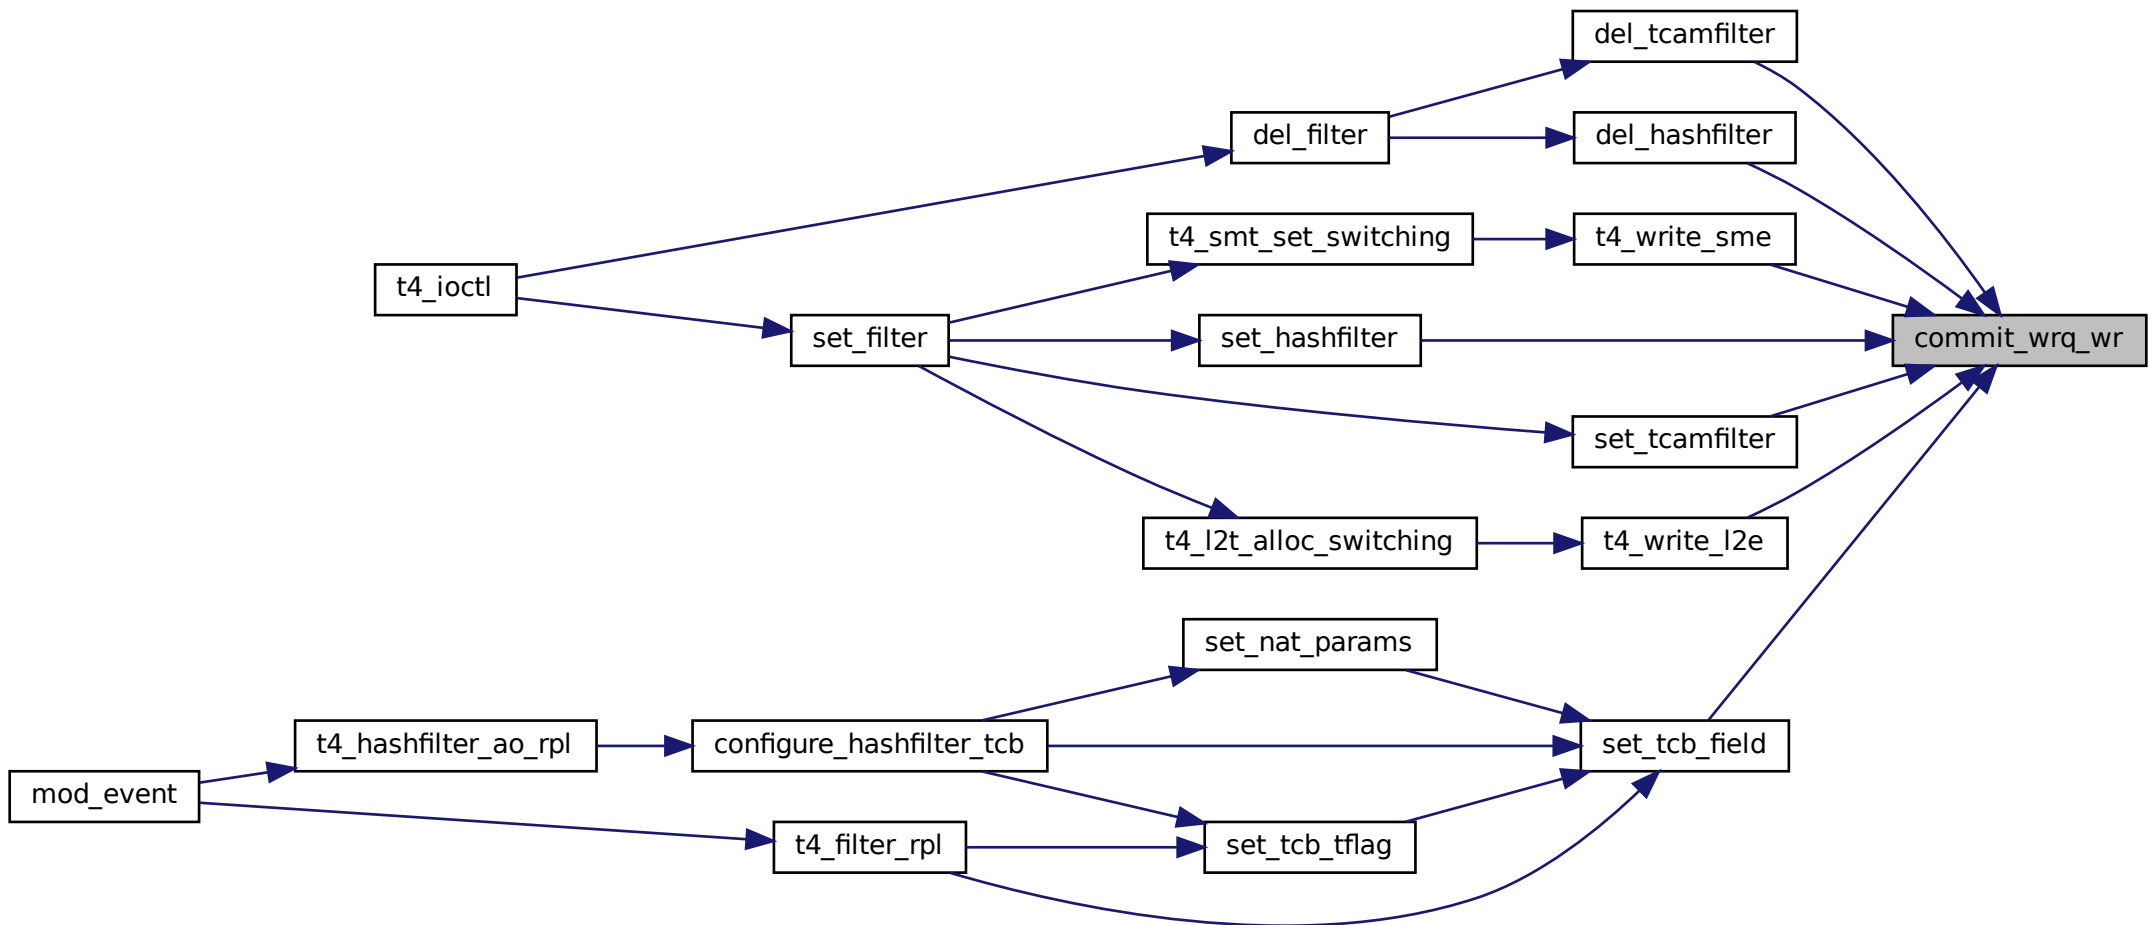 del_tcamfilter
del_filter
del_hashfilter
t4_smt_set_switching
t4_write_sme
t4_ioctl
set_filter
set_hashfilter
commit_wrq_wr
set_tcamfilter
t4_l2t_alloc_switching
t4_write_l2e
set_nat_params
t4_hashfilter_ao_rpl
configure_hashfilter_tcb
set_tcb_field
mod_event
t4_filter_rpl
set_tcb_tflag